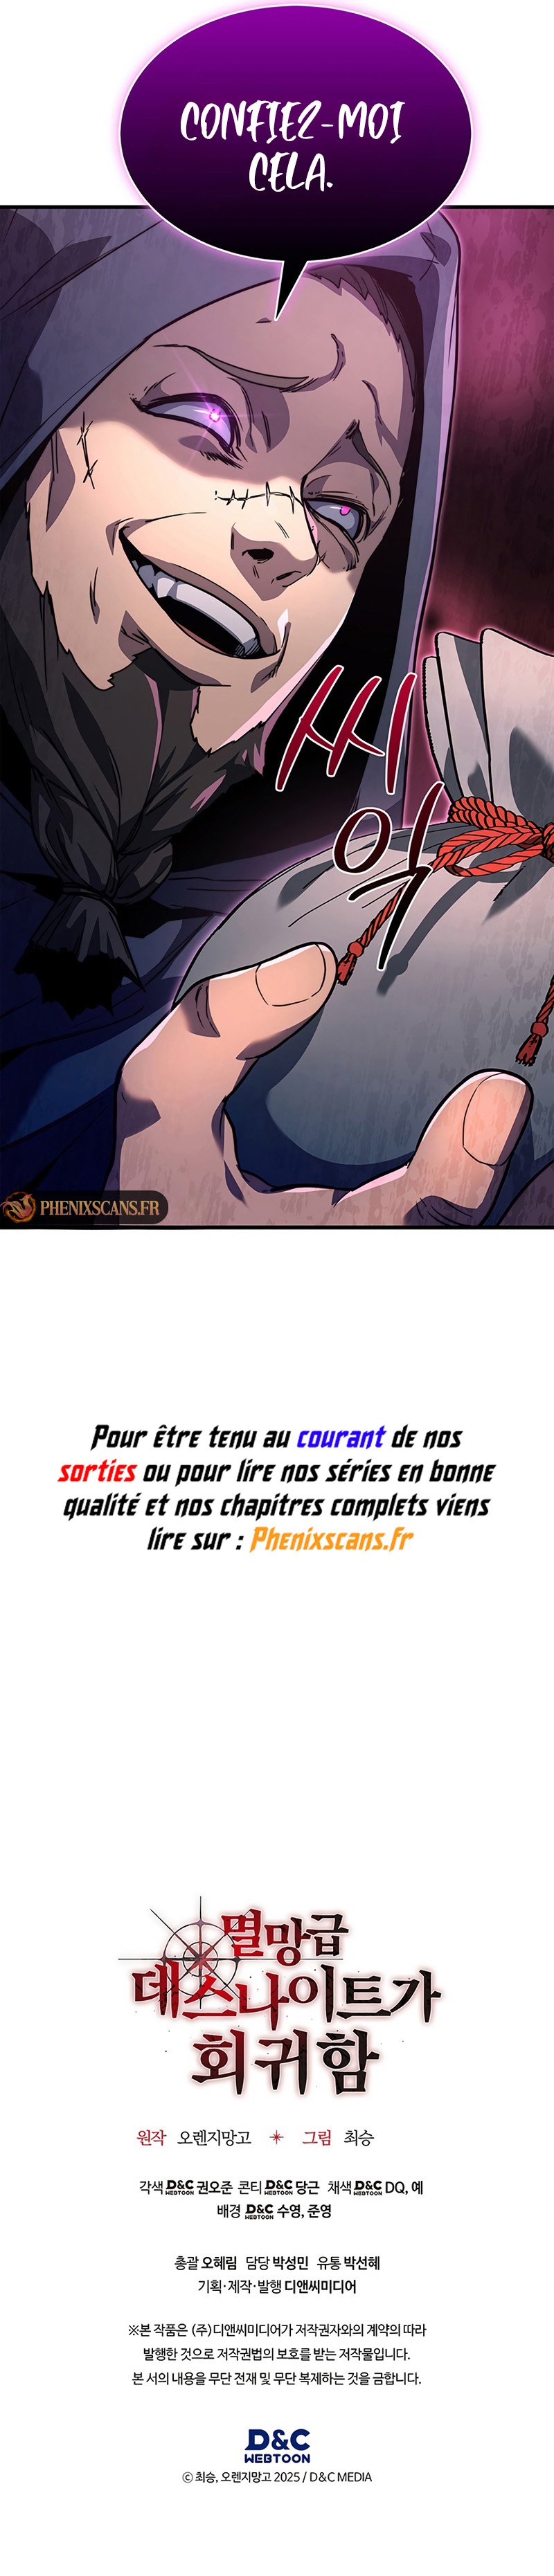 CONFIEZ-MOI
CELA.
씨
익
PHENIXSCANS.FR
Pour être tenu au courant de nos
sorties ou pour lire nos séries en bonne
qualité et nos chapitres complets viens
lire sur : Phenixscans.fr
멸망급
데스나이트가
회귀함
원작 오렌지망고 그림 최승
각색 D&C WEBTOON 권오준 콘티 D&C WEBTOON 당근 채색 D&C WEBTOON DQ, 예
배경 D&C WEBTOON 수영, 준영
총괄 오혜림 담당 박성민 유통 박선혜
기획·제작·발행 디앤씨미디어
※본 작품은 (주)디앤씨미디어가 저작권자와의 계약의 따라
발행한 것으로 저작권법의 보호를 받는 저작물입니다.
본 서의 내용을 무단 전재 및 무단 복제하는 것을 금합니다.
D&C
WEBTOON
© 최승, 오렌지망고 2025 / D&C MEDIA